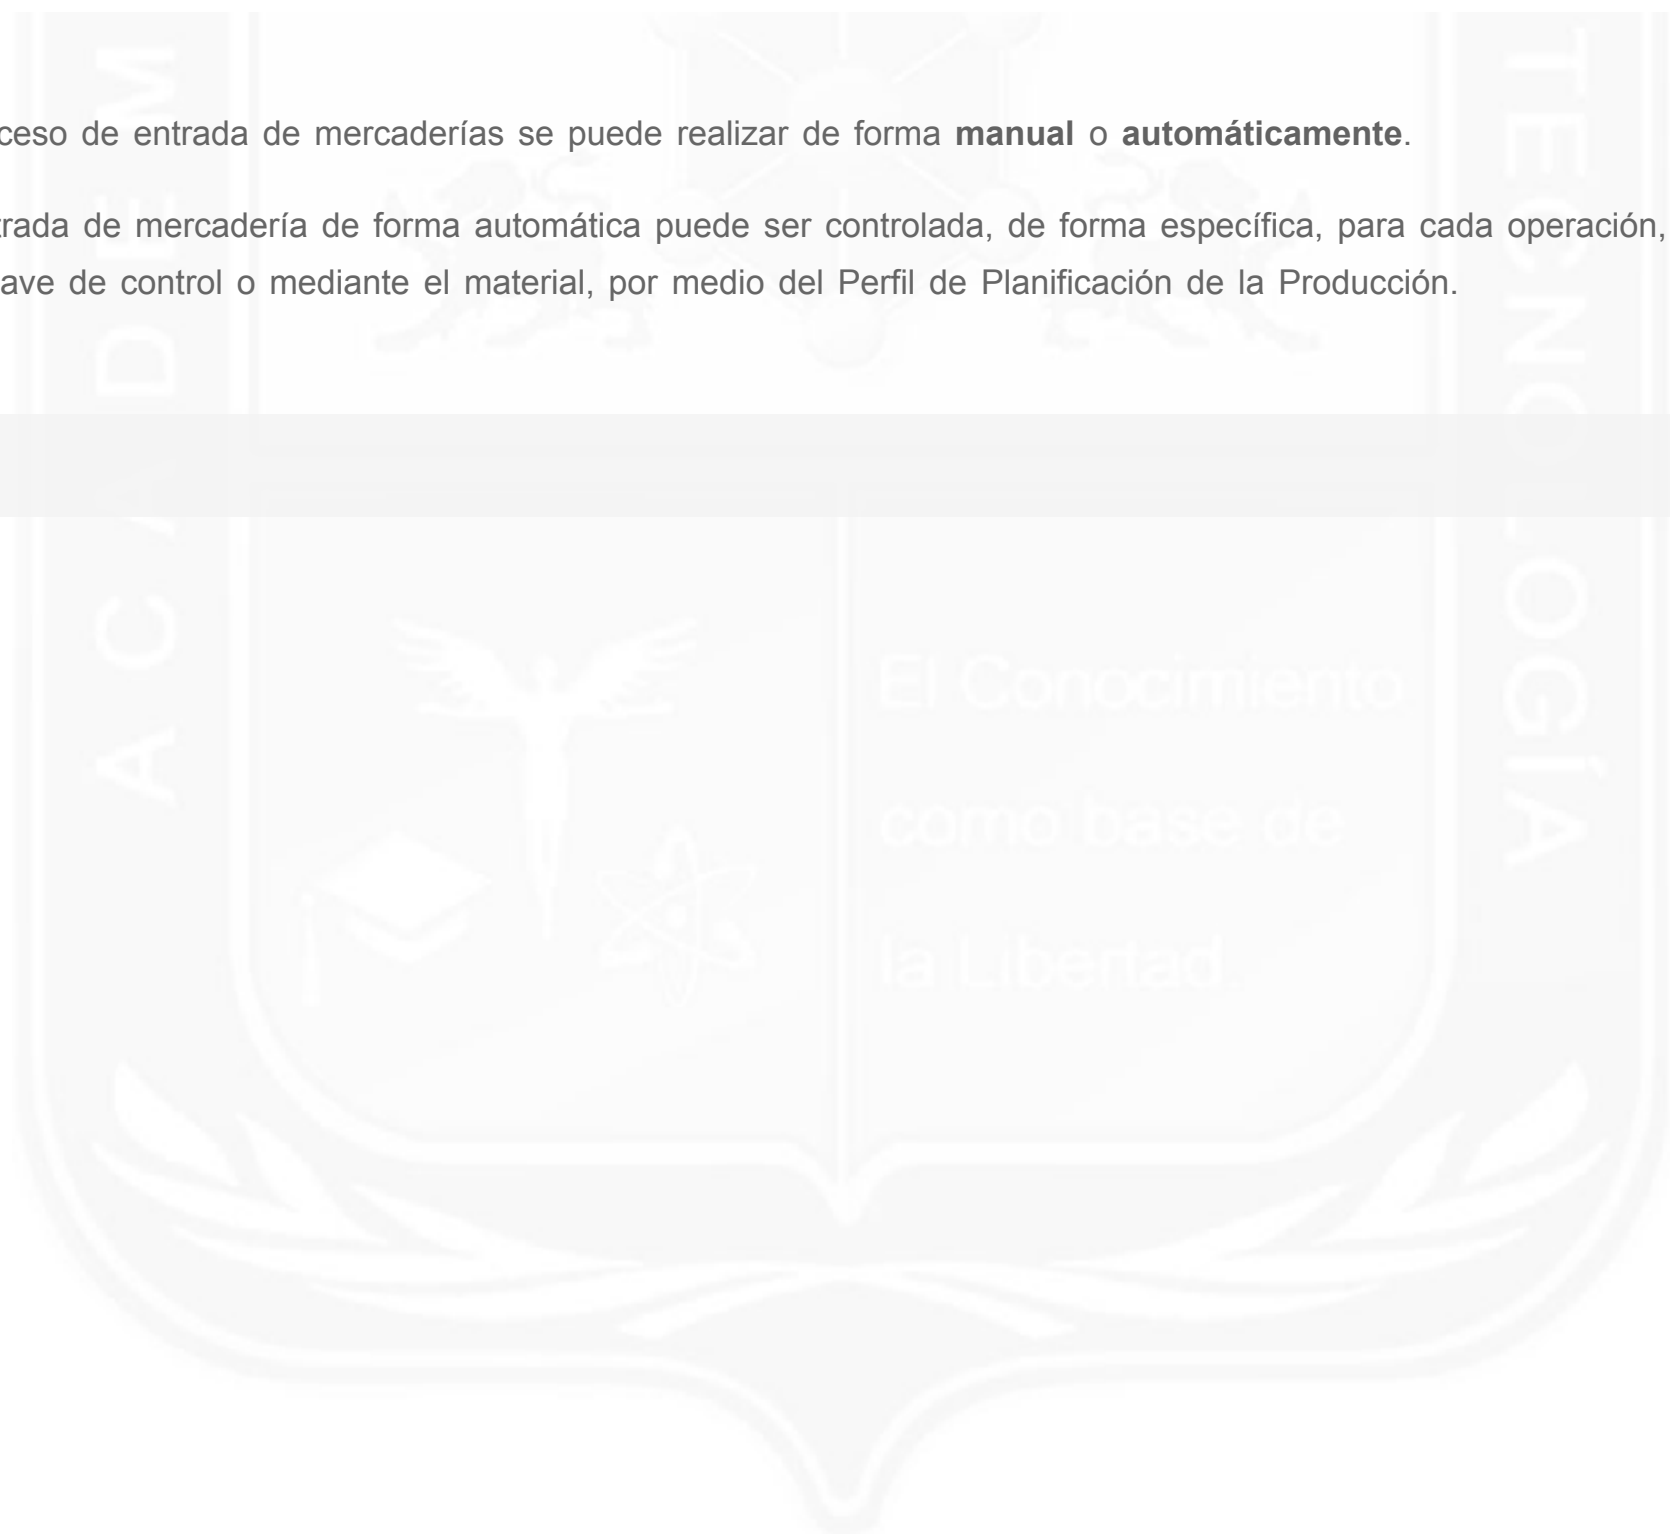 ceso de entrada de mercaderías se puede realizar de forma manual o automáticamente.
trada de mercadería de forma automática puede ser controlada, de forma específica, para cada operación,
ave de control o mediante el material, por medio del Perfil de Planificación de la Producción.
ACADEM
TECNOLOGÍA
El Conocimiento
como base de
la Libertad.